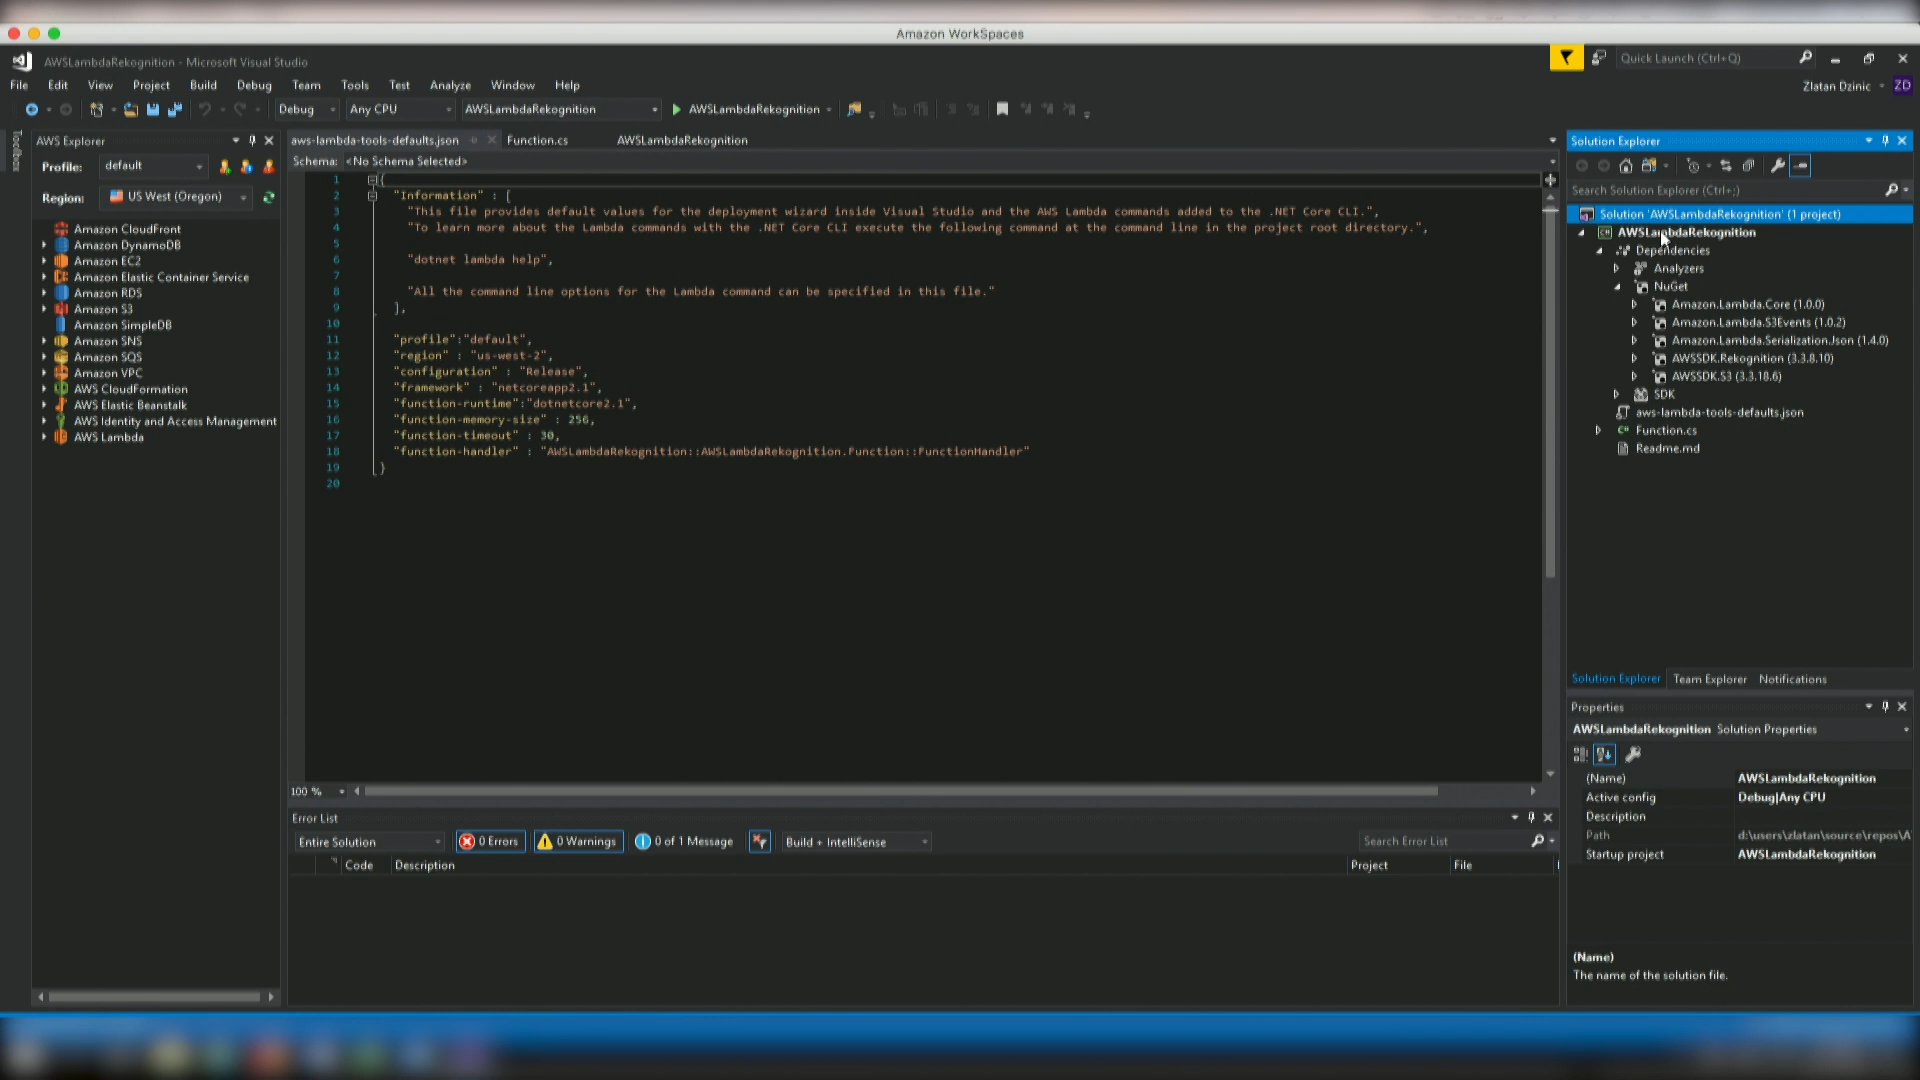 Amazon WorkSpaces
AWSLambdaRekognition - Microsoft Visual Studio
Quick Launch (Ctrl+Q)
File Edit View Project Build Debug Team Tools Test Analyze Window Help
Zlatan Dzinic ZD
Debug Any CPU AWSLambdaRekognition AWSLambdaRekognition
Toolbox
AWS Explorer
Profile: default
Region: US West (Oregon)
Amazon CloudFront
Amazon DynamoDB
Amazon EC2
Amazon Elastic Container Service
Amazon RDS
Amazon S3
Amazon SimpleDB
Amazon SNS
Amazon SQS
Amazon VPC
AWS CloudFormation
AWS Elastic Beanstalk
AWS Identity and Access Management
AWS Lambda
aws-lambda-tools-defaults.json Function.cs AWSLambdaRekognition
Schema: <No Schema Selected>
1 {
2 "Information" : [
3 "This file provides default values for the deployment wizard inside Visual Studio and the AWS Lambda commands added to the .NET Core CLI.",
4 "To learn more about the Lambda commands with the .NET Core CLI execute the following command at the command line in the project root directory.",
5
6 "dotnet lambda help",
7
8 "All the command line options for the Lambda command can be specified in this file."
9 ],
10
11 "profile":"default",
12 "region" : "us-west-2",
13 "configuration" : "Release",
14 "framework" : "netcoreapp2.1",
15 "function-runtime":"dotnetcore2.1",
16 "function-memory-size" : 256,
17 "function-timeout" : 30,
18 "function-handler" : "AWSLambdaRekognition::AWSLambdaRekognition.Function::FunctionHandler"
19 }
20
100 %
Error List
Entire Solution 0 Errors 0 Warnings 0 of 1 Message Build + IntelliSense Search Error List
Code Description Project File
Solution Explorer
Search Solution Explorer (Ctrl+;)
Solution 'AWSLambdaRekognition' (1 project)
AWSLambdaRekognition
Dependencies
Analyzers
NuGet
Amazon.Lambda.Core (1.0.0)
Amazon.Lambda.S3Events (1.0.2)
Amazon.Lambda.Serialization.Json (1.4.0)
AWSSDK.Rekognition (3.3.8.10)
AWSSDK.S3 (3.3.18.6)
SDK
aws-lambda-tools-defaults.json
C# Function.cs
Readme.md
Solution Explorer Team Explorer Notifications
Properties
AWSLambdaRekognition Solution Properties
(Name) AWSLambdaRekognition
Active config Debug|Any CPU
Description
Path d:\users\zlatan\source\repos\A
Startup project AWSLambdaRekognition
(Name)
The name of the solution file.